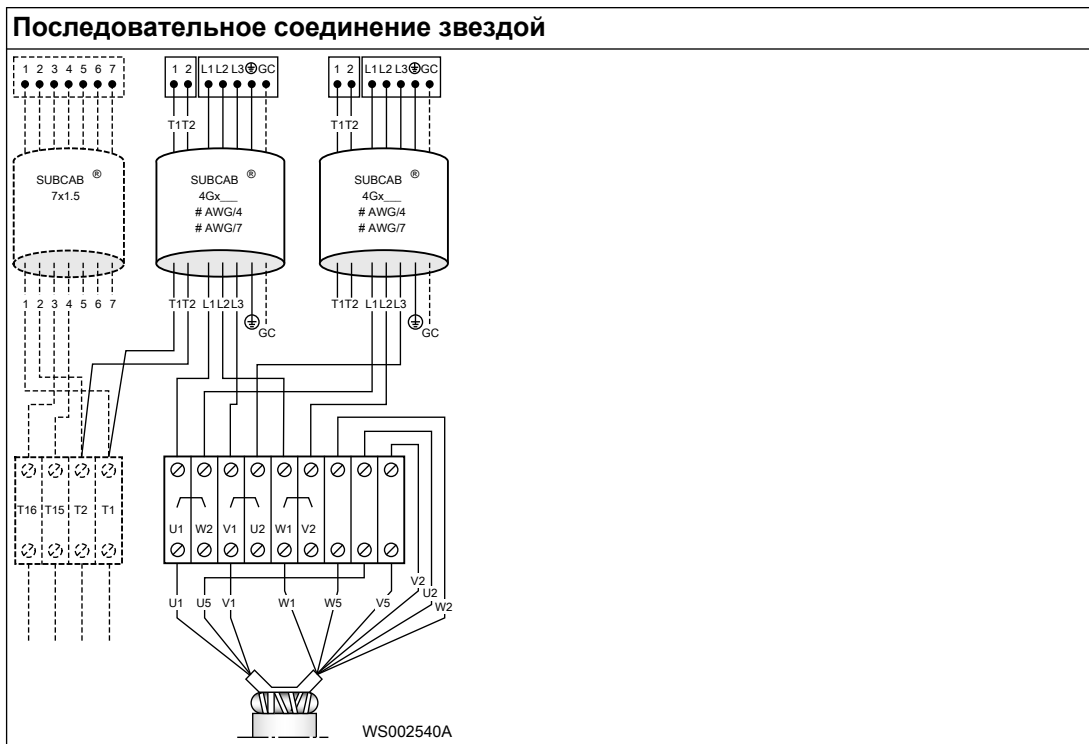 Последовательное соединение звездой
1 2 3 4 5 6 7
1 2 L1 L2 L3 GC
1 2 L1 L2 L3 GC
T1 T2
T1 T2
SUBCAB ®
7x1.5
SUBCAB ®
4Gx___
# AWG/4
# AWG/7
SUBCAB ®
4Gx___
# AWG/4
# AWG/7
1 2 3 4 5 6 7
T1 T2 L1 L2 L3
GC
T1 T2 L1 L2 L3
GC
T16 T15 T2 T1
U1 W2 V1 U2 W1 V2
U1 U5 V1 W1 W5 V5 V2 U2 W2
WS002540A